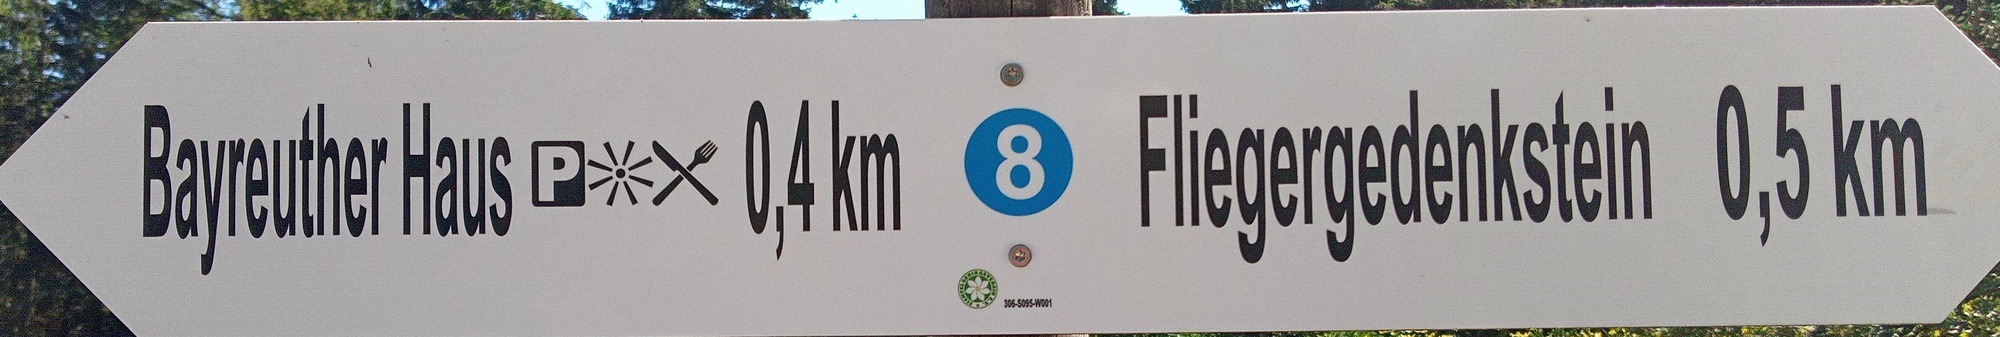 Bayreuther Haus P 0,4 km
8
Fliegergedenkstein 0,5 km
306-S095-W001